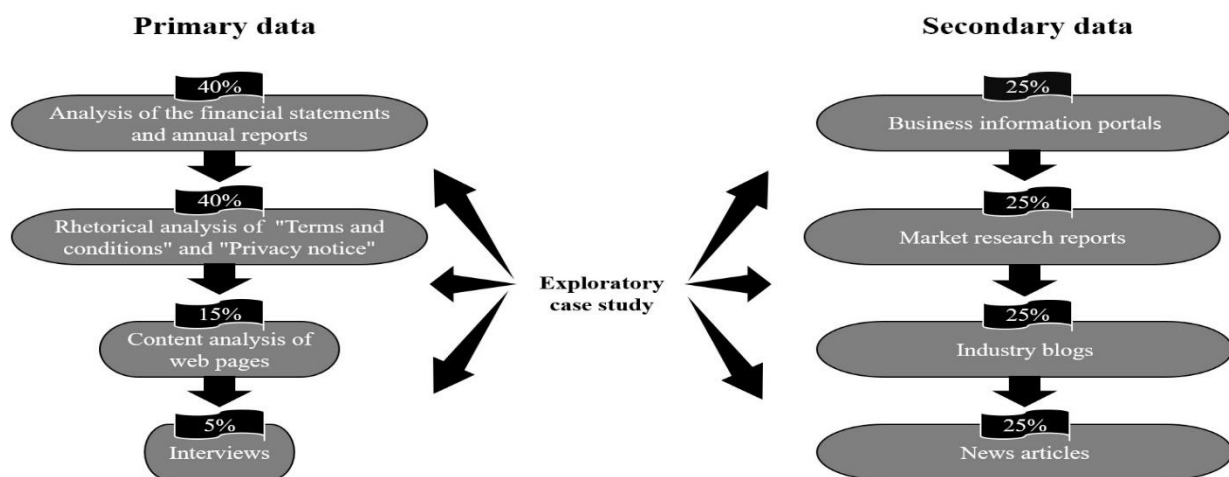 Primary data
40%
Analysis of the financial statements
and annual reports
40%
Rhetorical analysis of "Terms and
conditions" and "Privacy notice"
15%
Content analysis of
web pages
5%
Interviews
Exploratory
case study
Secondary data
25%
Business information portals
25%
Market research reports
25%
Industry blogs
25%
News articles